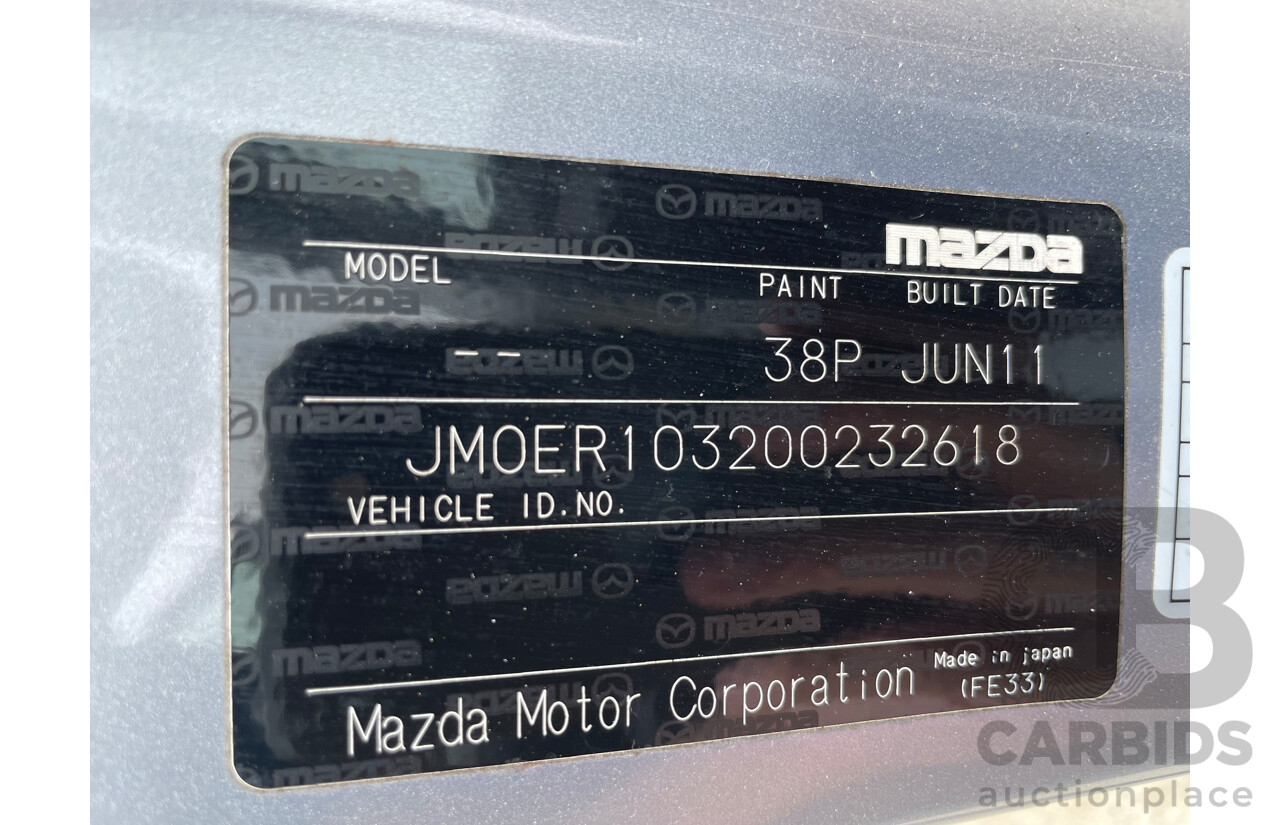 mazda
MODEL PAINT BUILT DATE
-- 38P JUN11
JM0ER103200232618
VEHICLE ID.NO.
Mazda Motor Corporation Made in japan
(FE33)
CARBIDS
auctionplace